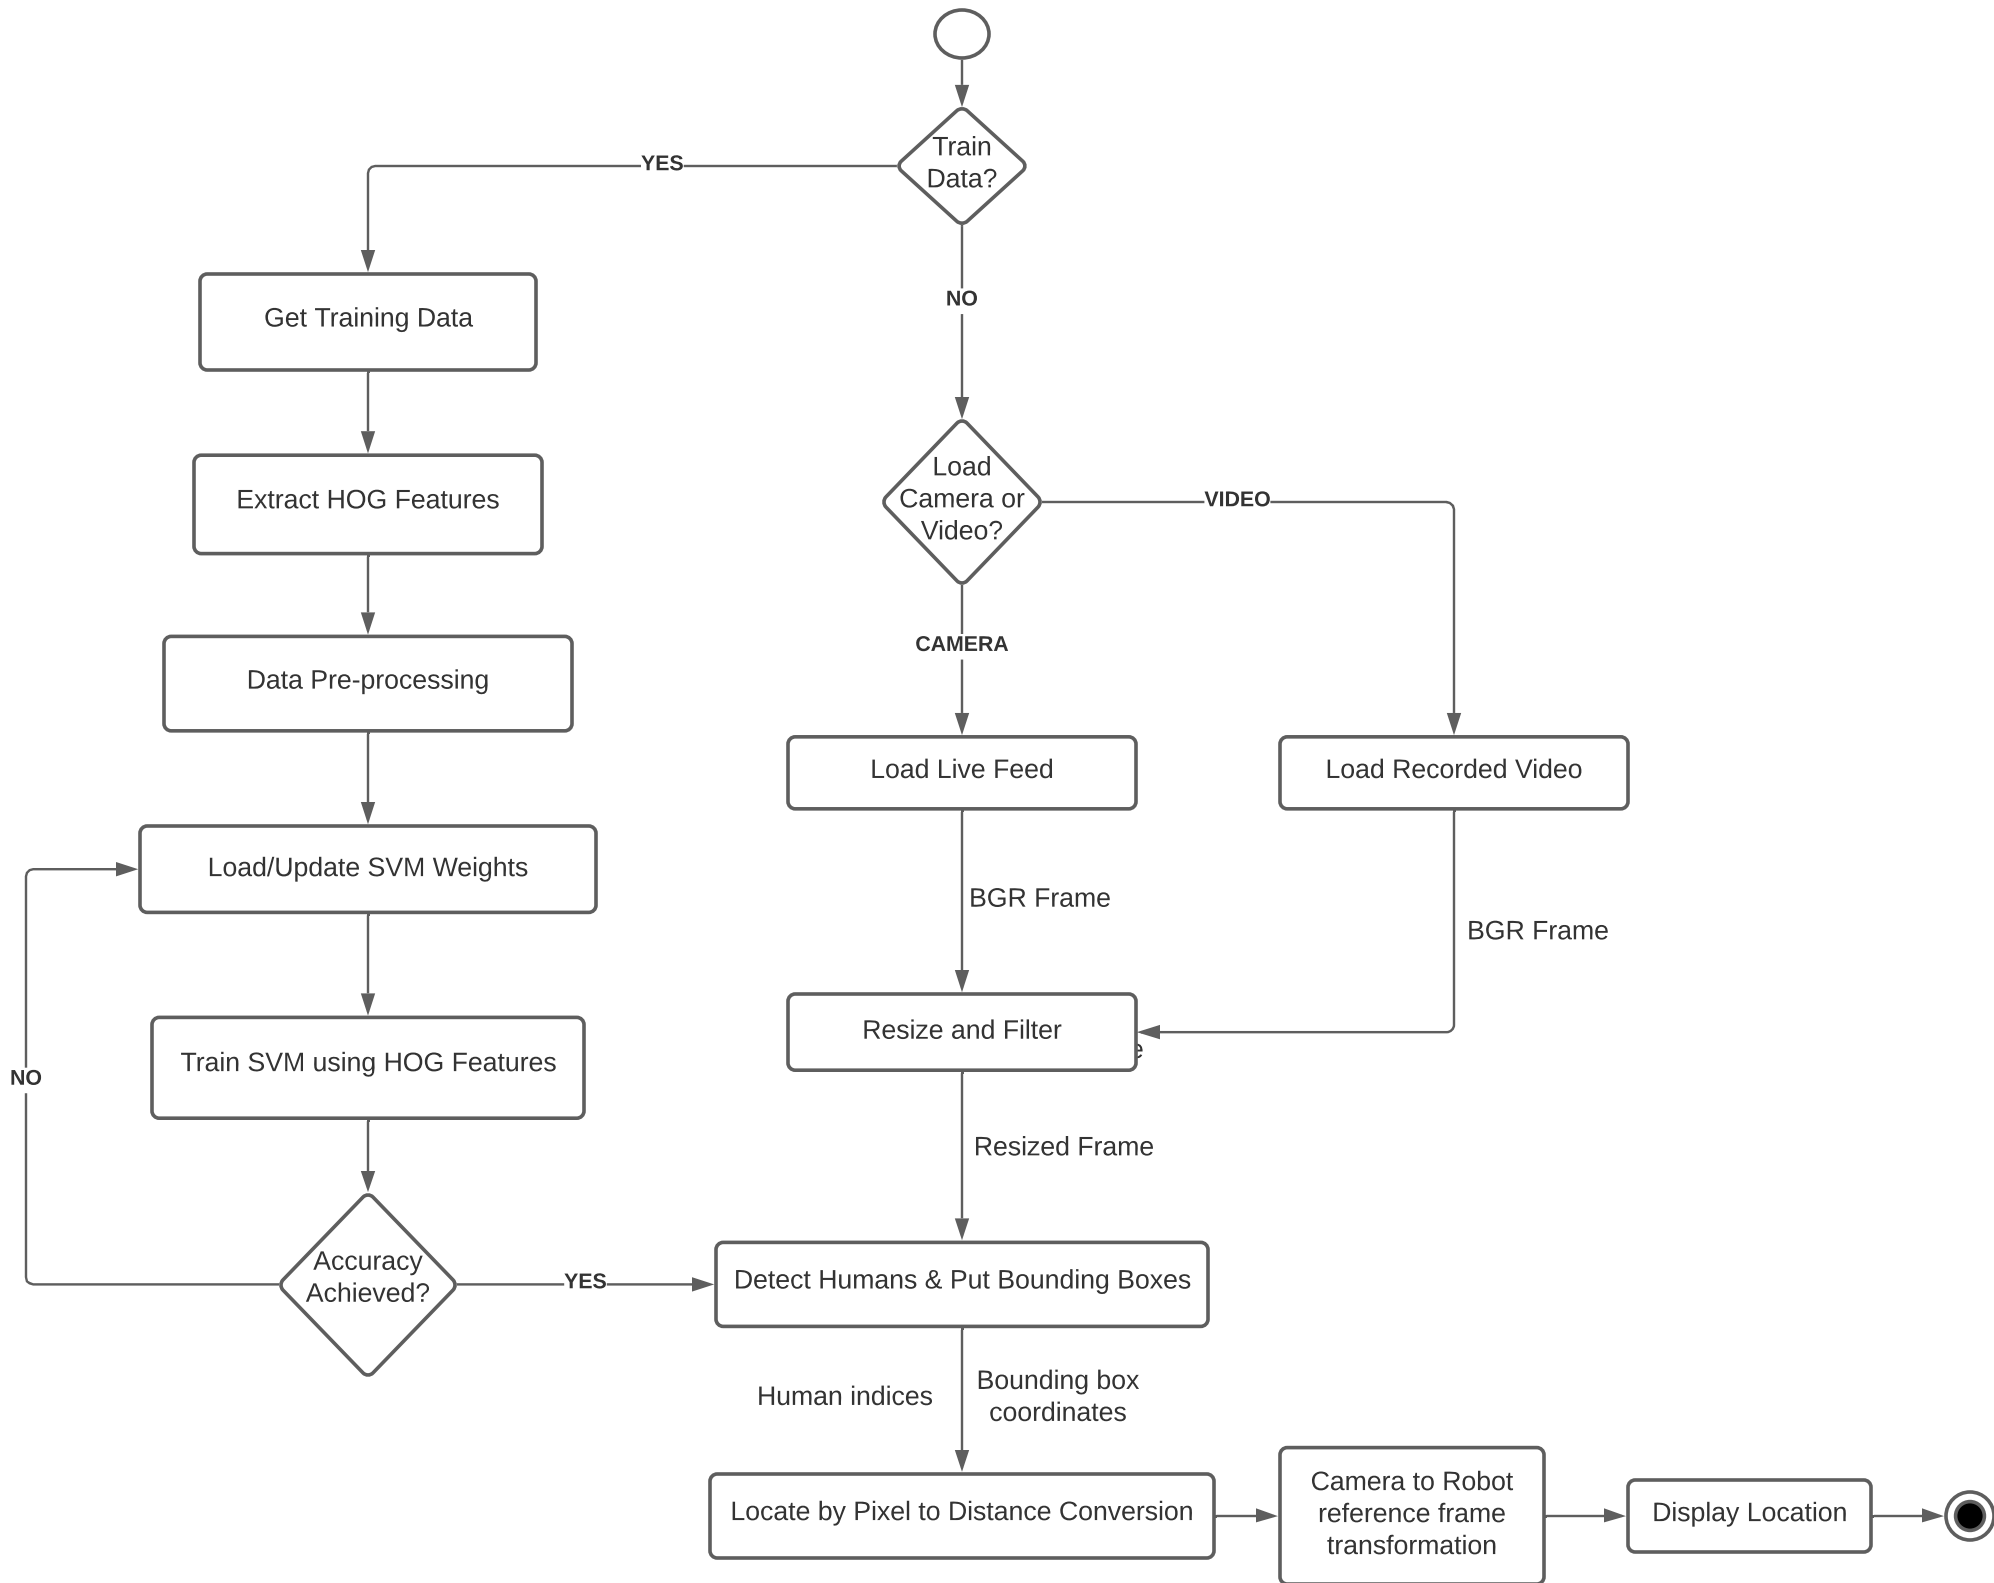 Train
Data?
YES
NO
Get Training Data
Extract HOG Features
Load
Camera or
Video?
VIDEO
CAMERA
Data Pre-processing
Load Live Feed
Load Recorded Video
Load/Update SVM Weights
BGR Frame
BGR Frame
Resize and Filter
e
Train SVM using HOG Features
NO
Resized Frame
Accuracy
Achieved?
YES
Detect Humans & Put Bounding Boxes
Human indices
Bounding box
coordinates
Locate by Pixel to Distance Conversion
Camera to Robot
reference frame
transformation
Display Location